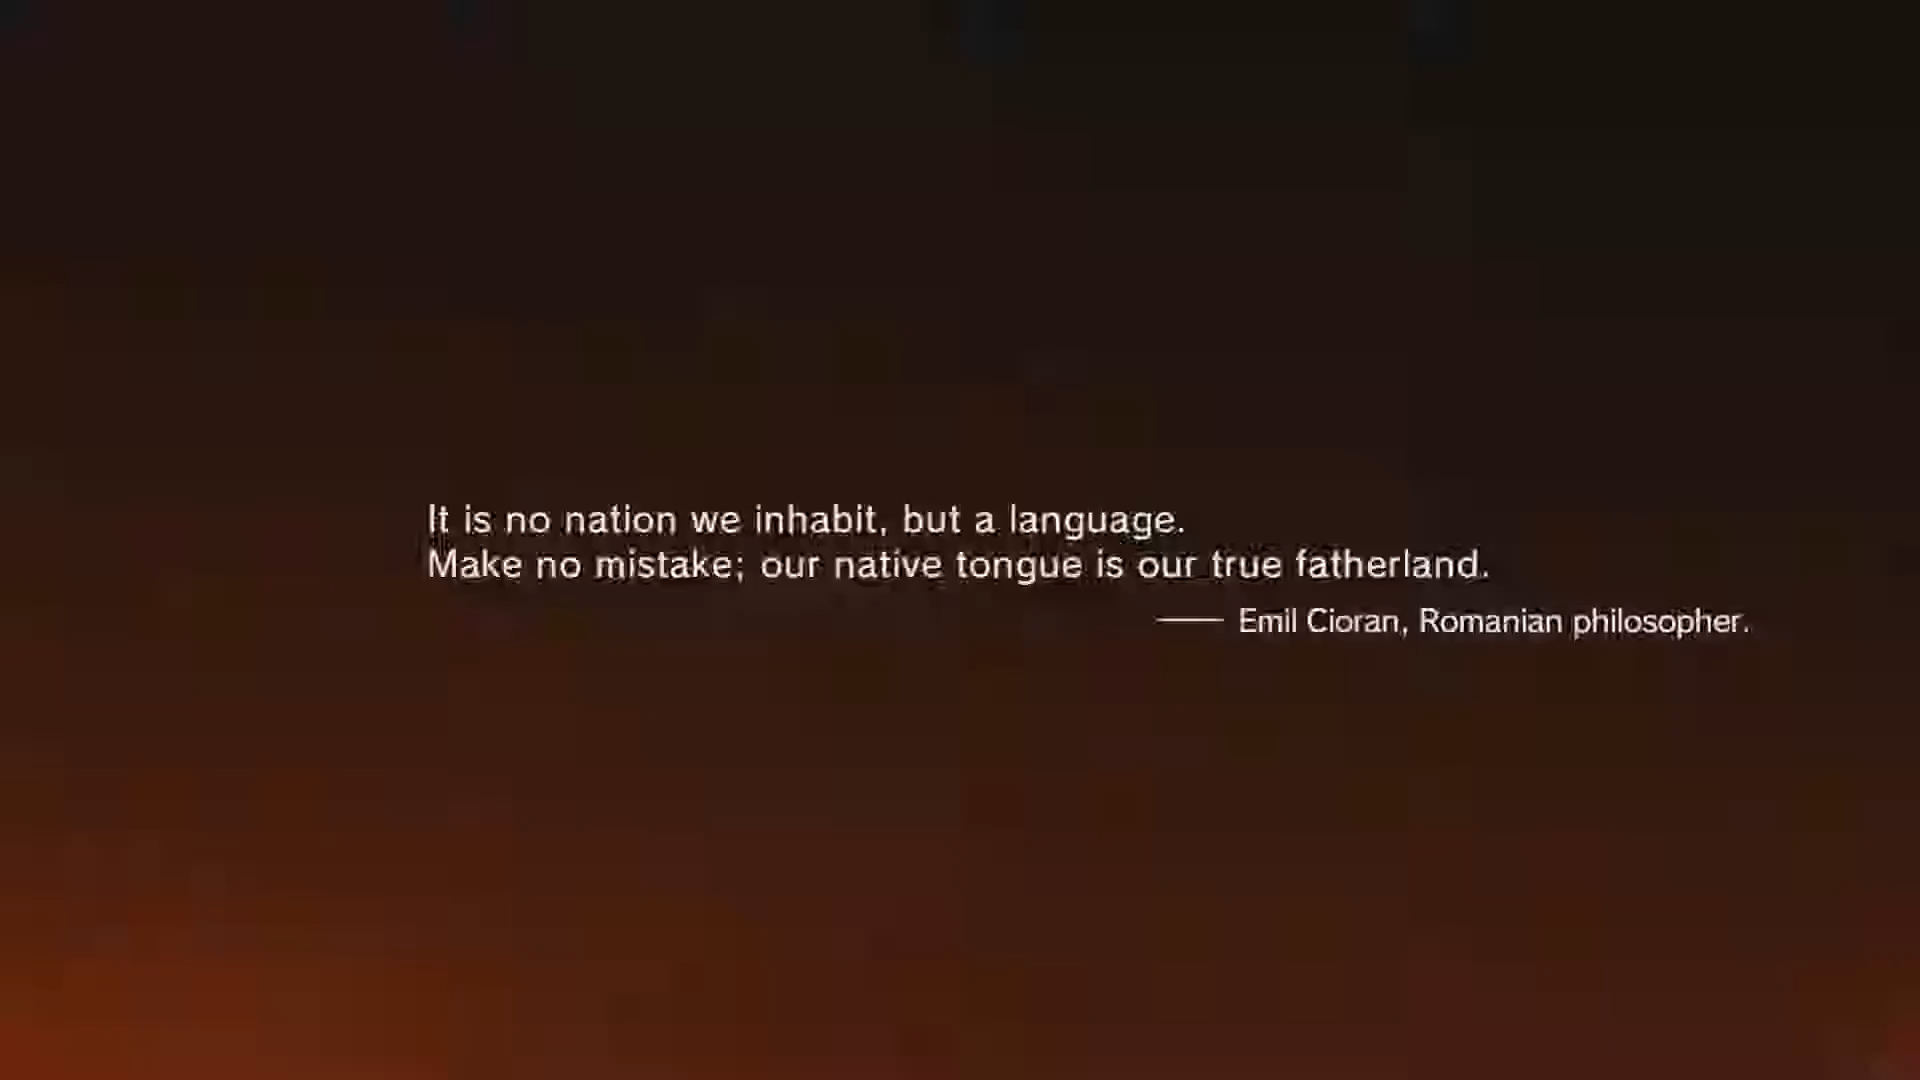 It is no nation we inhabit, but a language.
Make no mistake; our native tongue is our true fatherland.
—— Emil Cioran, Romanian philosopher.